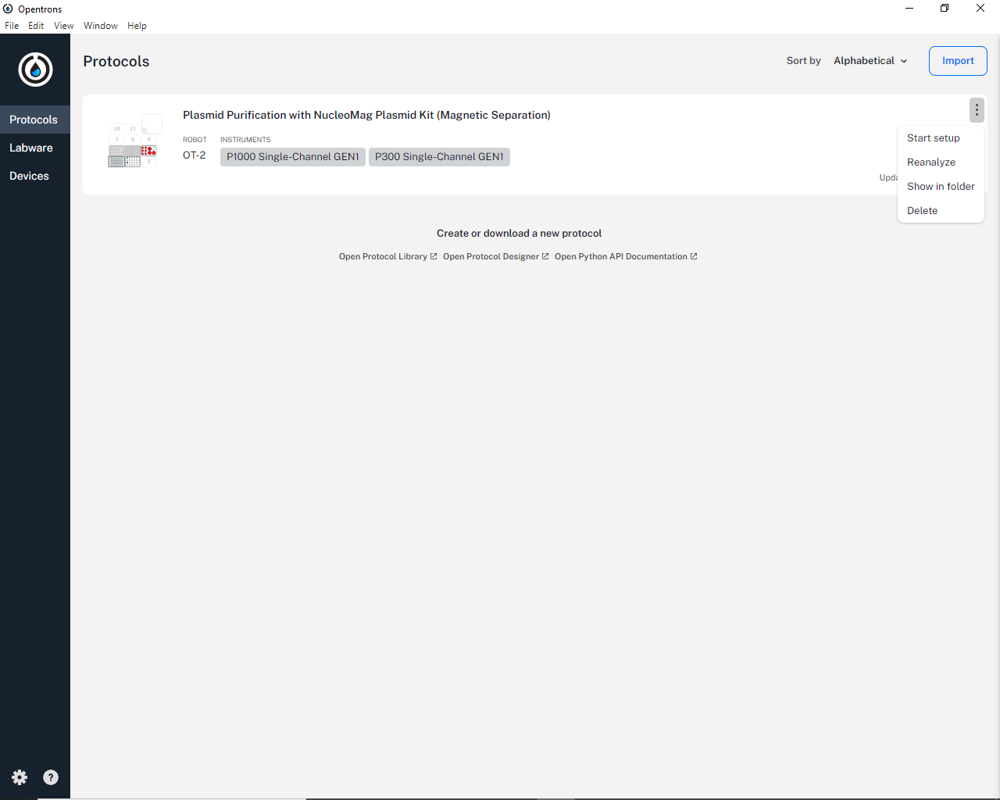 Opentrons
File Edit View Window Help
Protocols
Sort by Alphabetical
Import
Protocols
Labware
Devices
Plasmid Purification with NucleoMag Plasmid Kit (Magnetic Separation)
10 11
7 8 9
3
ROBOT INSTRUMENTS
OT-2 P1000 Single-Channel GEN1 P300 Single-Channel GEN1
Start setup
Reanalyze
Show in folder
Delete
Create or download a new protocol
Open Protocol Library Open Protocol Designer Open Python API Documentation
?